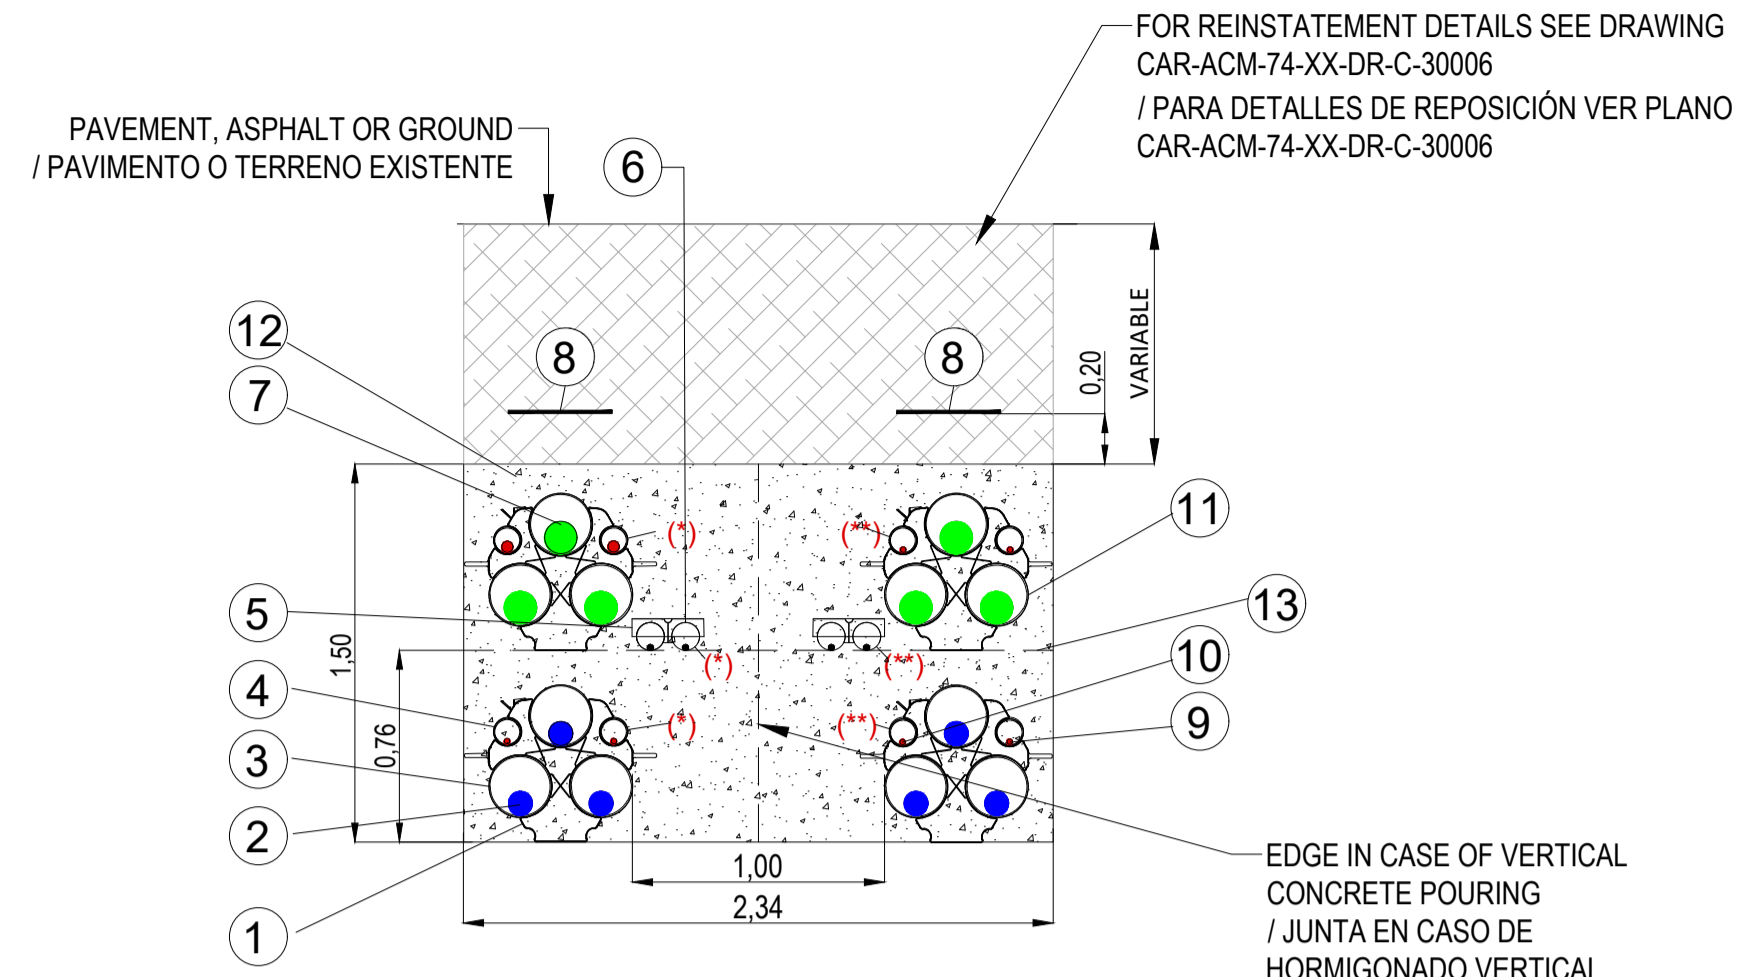 FOR REINSTATEMENT DETAILS SEE DRAWING
CAR-ACM-74-XX-DR-C-30006
/ PARA DETALLES DE REPOSICIÓN VER PLANO
CAR-ACM-74-XX-DR-C-30006
PAVEMENT, ASPHALT OR GROUND
/ PAVIMENTO O TERRENO EXISTENTE
6
12
7
8
8
0,20
VARIABLE
11
(*)
(**)
5
13
1,50
(*)
(**)
10
4
(*)
(**)
9
0,76
3
2
1
1,00
2,34
EDGE IN CASE OF VERTICAL
CONCRETE POURING
/ JUNTA EN CASO DE
HORMIGONADO VERTICAL